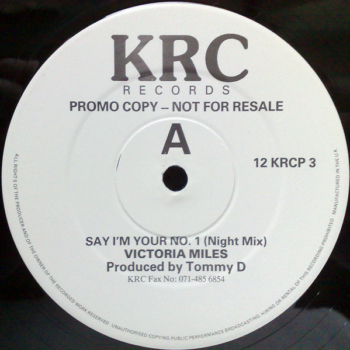 KRC
RECORDS
PROMO COPY – NOT FOR RESALE
A
12 KRCP 3
SAY I'M YOUR NO. 1 (Night Mix)
VICTORIA MILES
Produced by Tommy D
KRC Fax No: 071-485 6854
ALL RIGHTS OF THE PRODUCER AND OF THE OWNER OF THE RECORDED WORK RESERVED. UNAUTHORISED COPYING PUBLIC PERFORMANCE BROADCASTING HIRING OR RENTAL OF THIS RECORDING PROHIBITED. MANUFACTURED IN THE U.K.